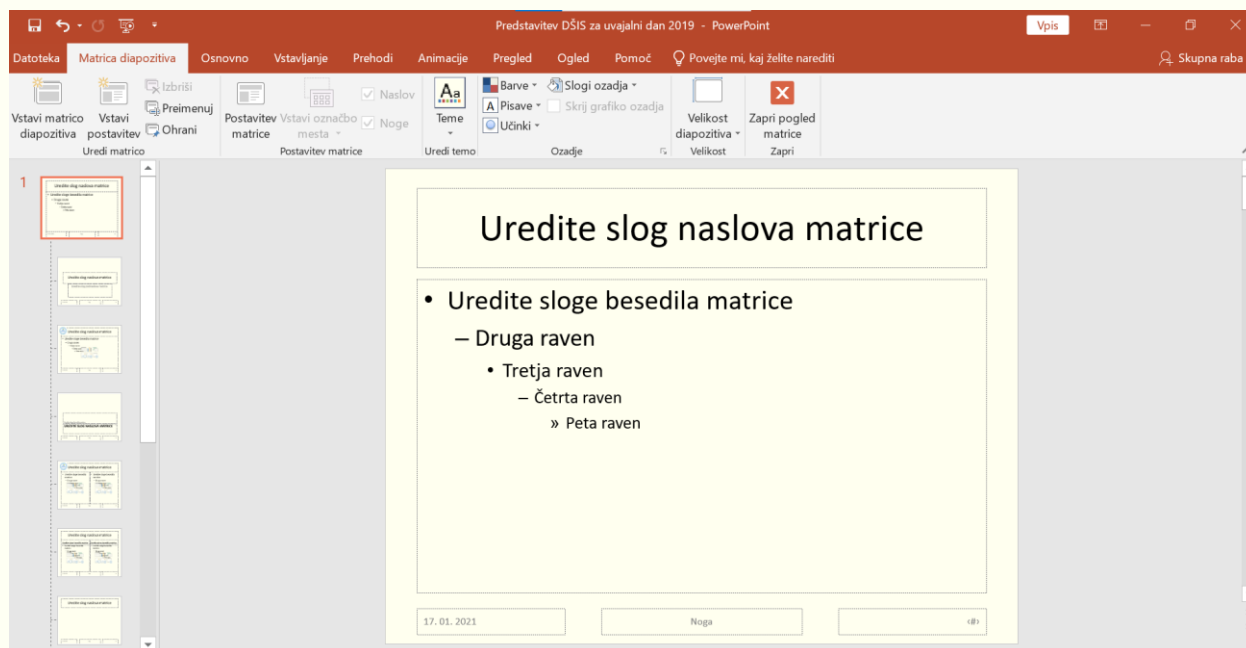 Predstavitev DŠIS za uvajalni dan 2019 - PowerPoint
Vpis
Datoteka Matrica diapozitiva Osnovno Vstavljanje Prehodi Animacije Pregled Ogled Pomoč Povejte mi, kaj želite narediti Skupna raba
Vstavi matrico diapozitiva
Vstavi postavitev
Izbriši
Preimenuj
Ohrani
Uredi matrico
Postavitev matrice
Vstavi označbo mesta
Naslov
Noge
Postavitev matrice
Aa
Teme
Uredi temo
Barve
A Pisave
Učinki
Slogi ozadja
Skrij grafiko ozadja
Ozadje
Velikost diapozitiva
Velikost
Zapri pogled matrice
Zapri
1
Uredite slog naslova matrice
• Uredite sloge besedila matrice
– Druga raven
• Tretja raven
– Četrta raven
» Peta raven
17. 01. 2021 Noga ‹#›